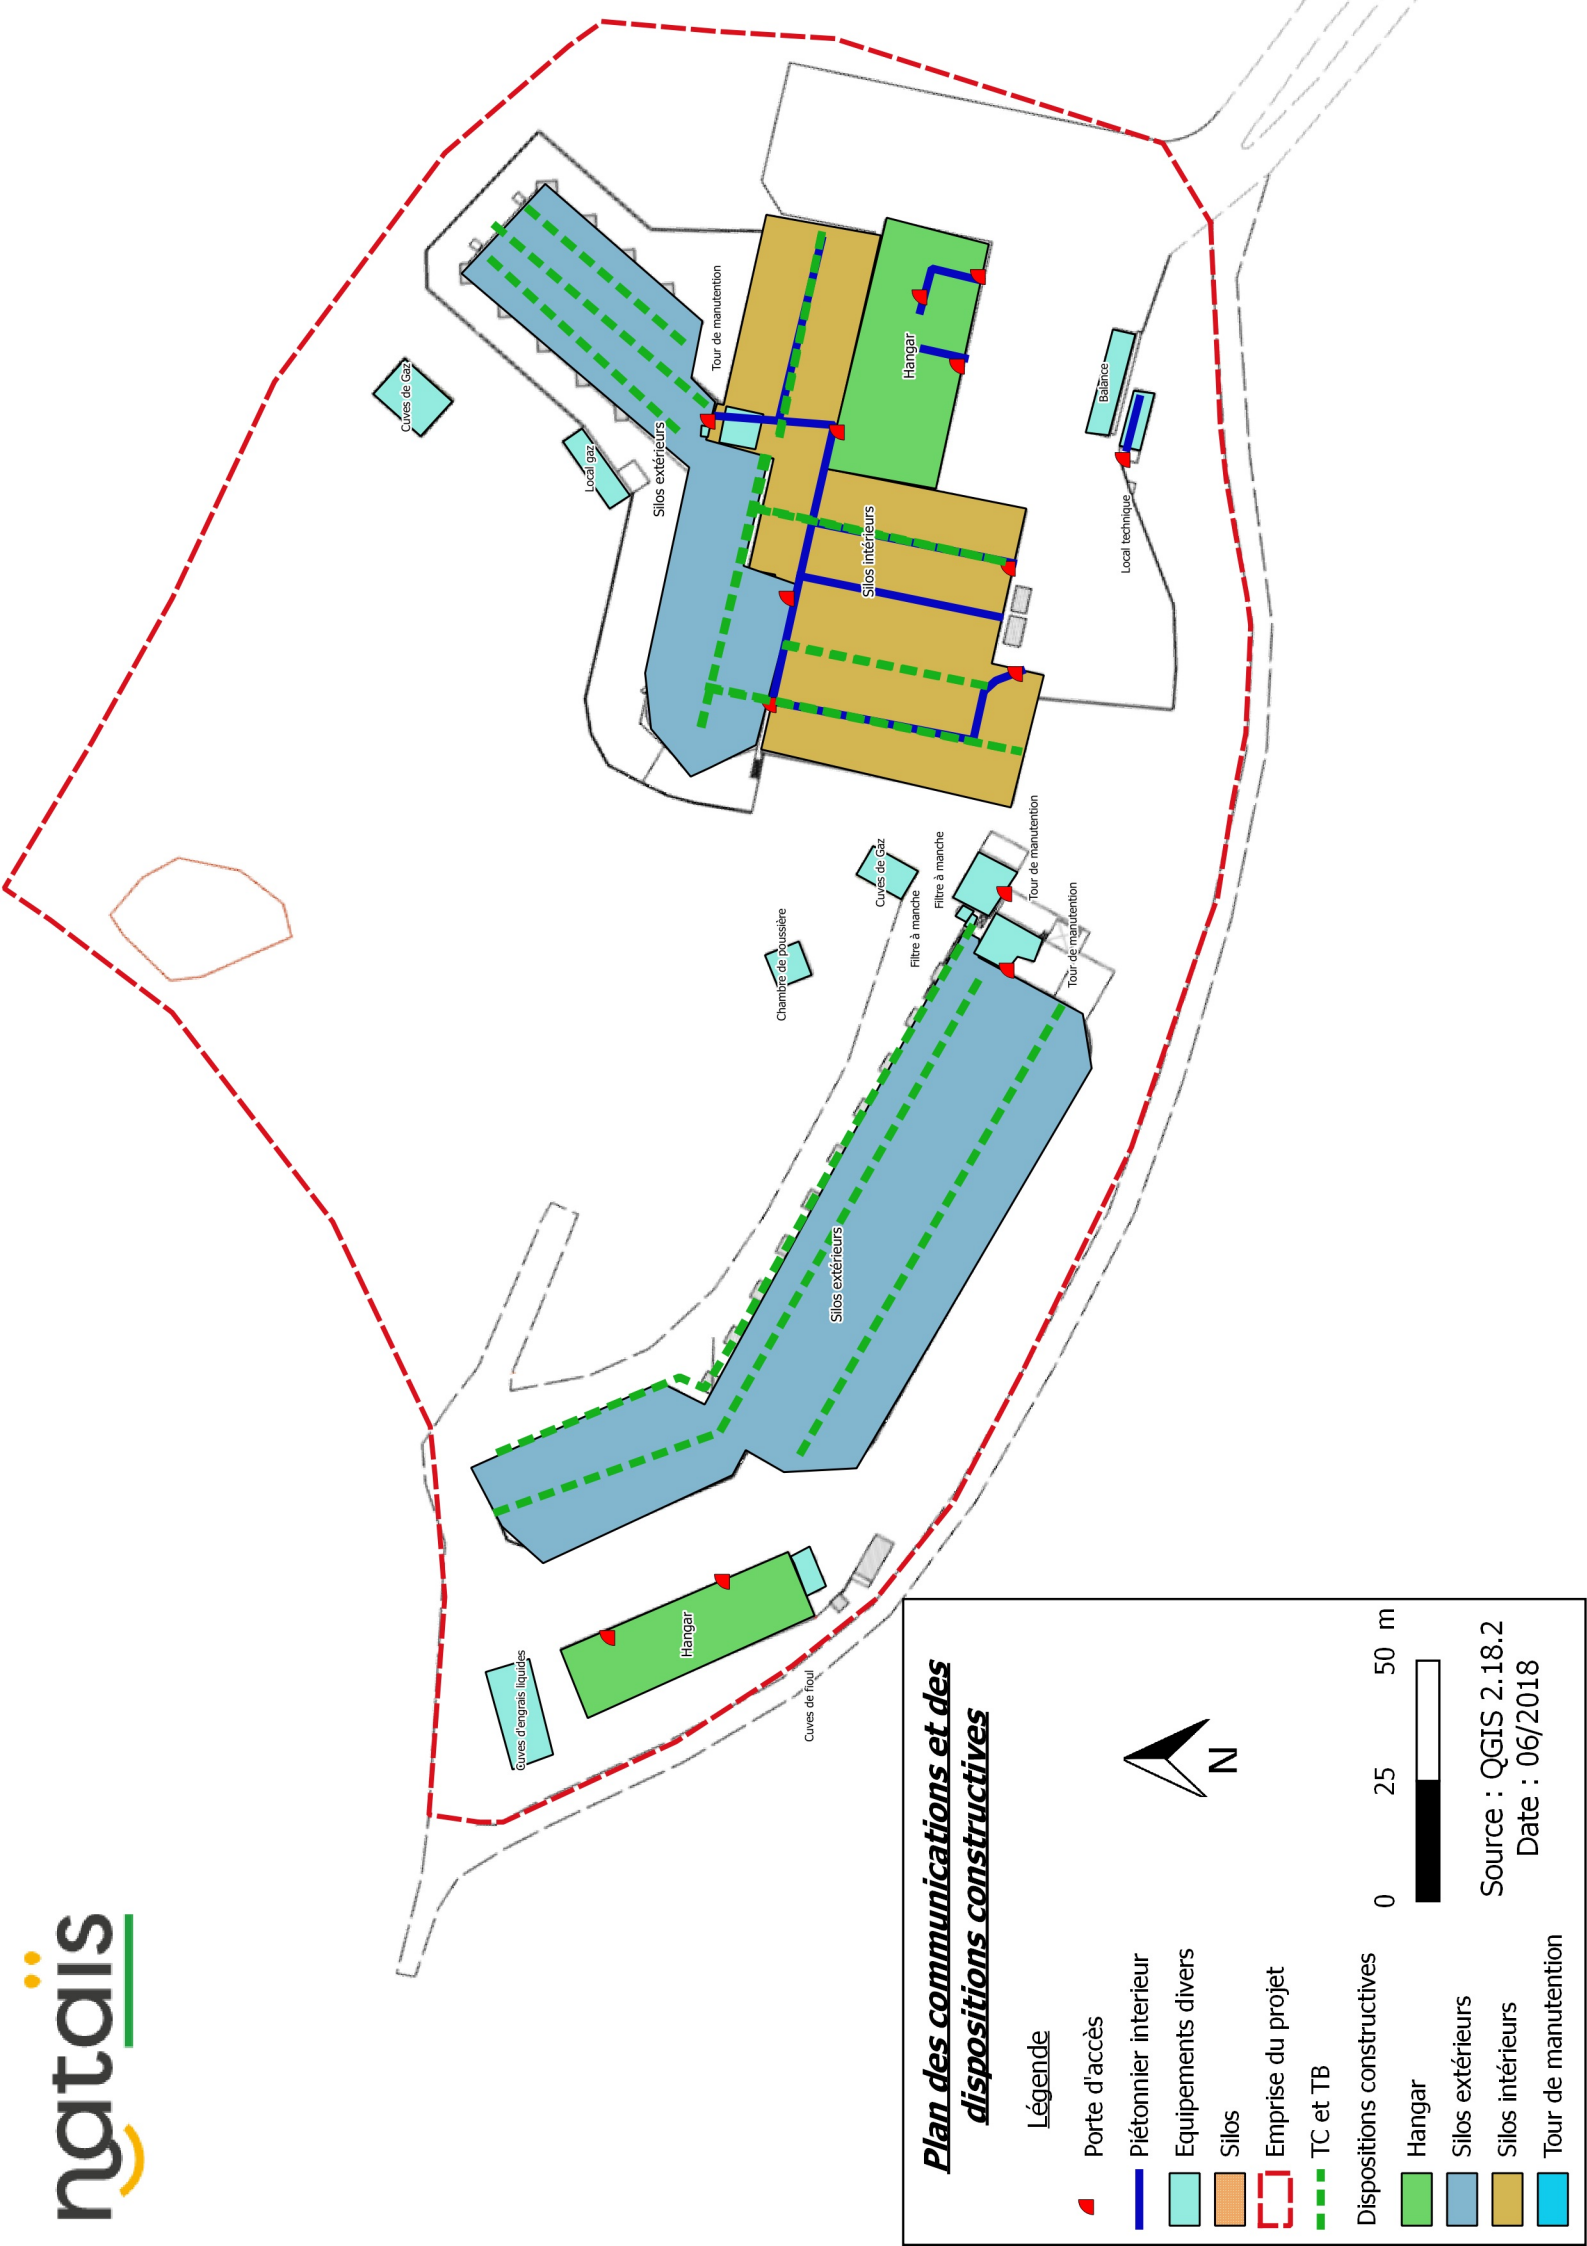 natais
Cuves d'engrais liquides
Hangar
Cuves de fioul
Silos extérieurs
Chambre de poussière
Cuves de Gaz
Filtre à manche
Filtre à manche
Tour de manutention
Tour de manutention
Cuves de Gaz
Local gaz
Silos extérieurs
Tour de manutention
Silos intérieurs
Hangar
Balance
Local technique
Plan des communications et des
dispositions constructives
Légende
Porte d'accès
Piétonnier interieur
Equipements divers
Silos
Emprise du projet
TC et TB
Dispositions constructives
Hangar
Silos extérieurs
Silos intérieurs
Tour de manutention
N
0 25 50 m
Source : QGIS 2.18.2
Date : 06/2018